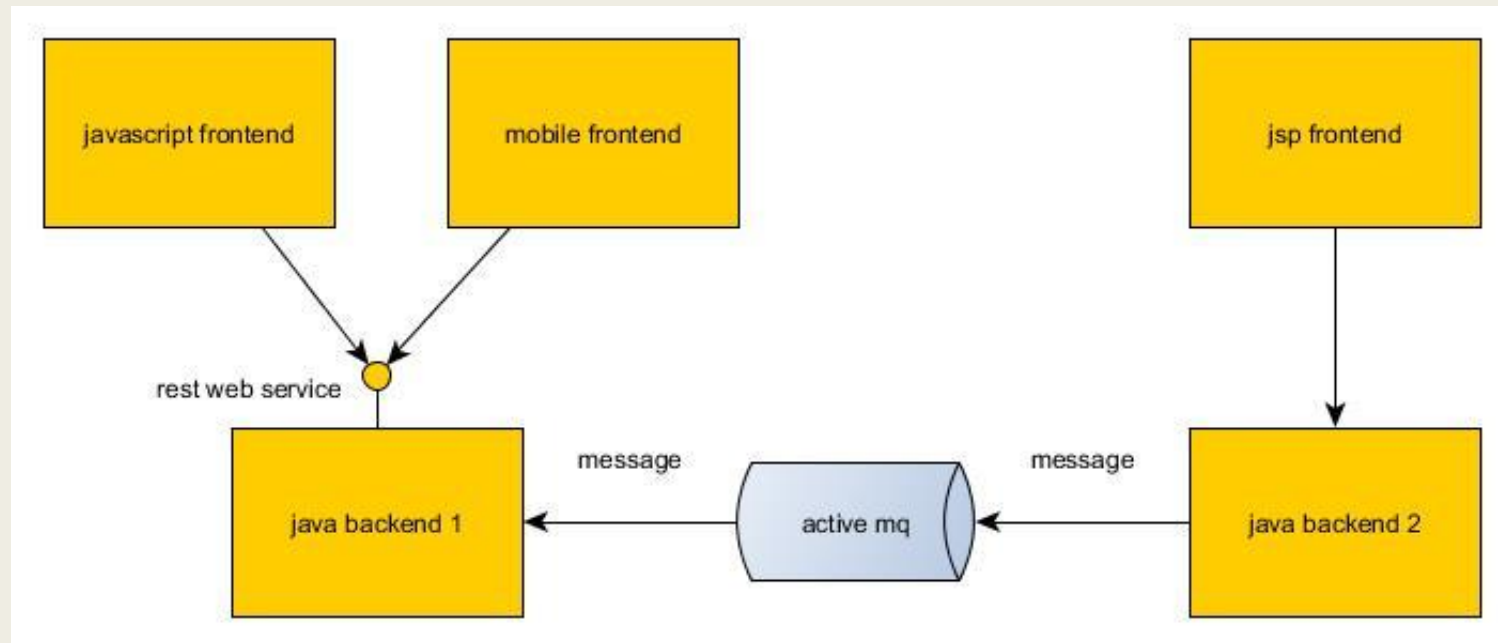 javascript frontend
mobile frontend
jsp frontend
rest web service
message
message
java backend 1
active mq
java backend 2